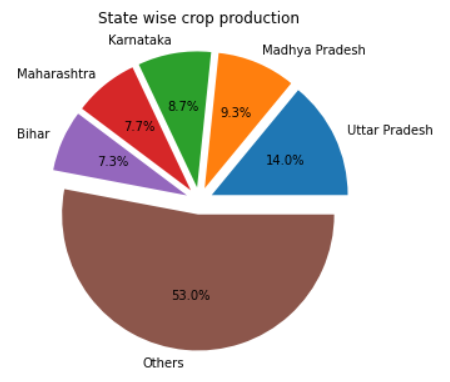 State wise crop production
Karnataka
Madhya Pradesh
Maharashtra
8.7%
9.3%
7.7%
Uttar Pradesh
Bihar
7.3%
14.0%
53.0%
Others